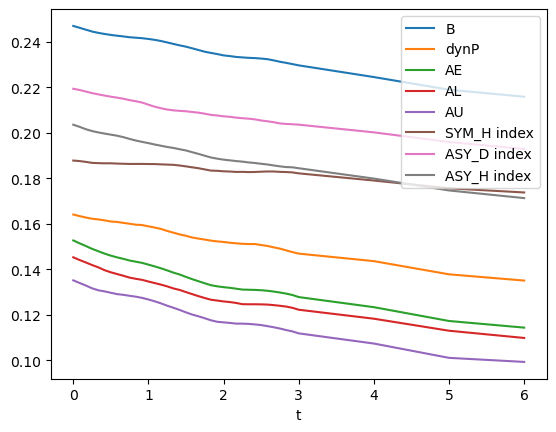 0.24
0.22
0.20
0.18
0.16
0.14
0.12
0.10
0 1 2 3 4 5 6
t
B
dynP
AE
AL
AU
SYM_H index
ASY_D index
ASY_H index